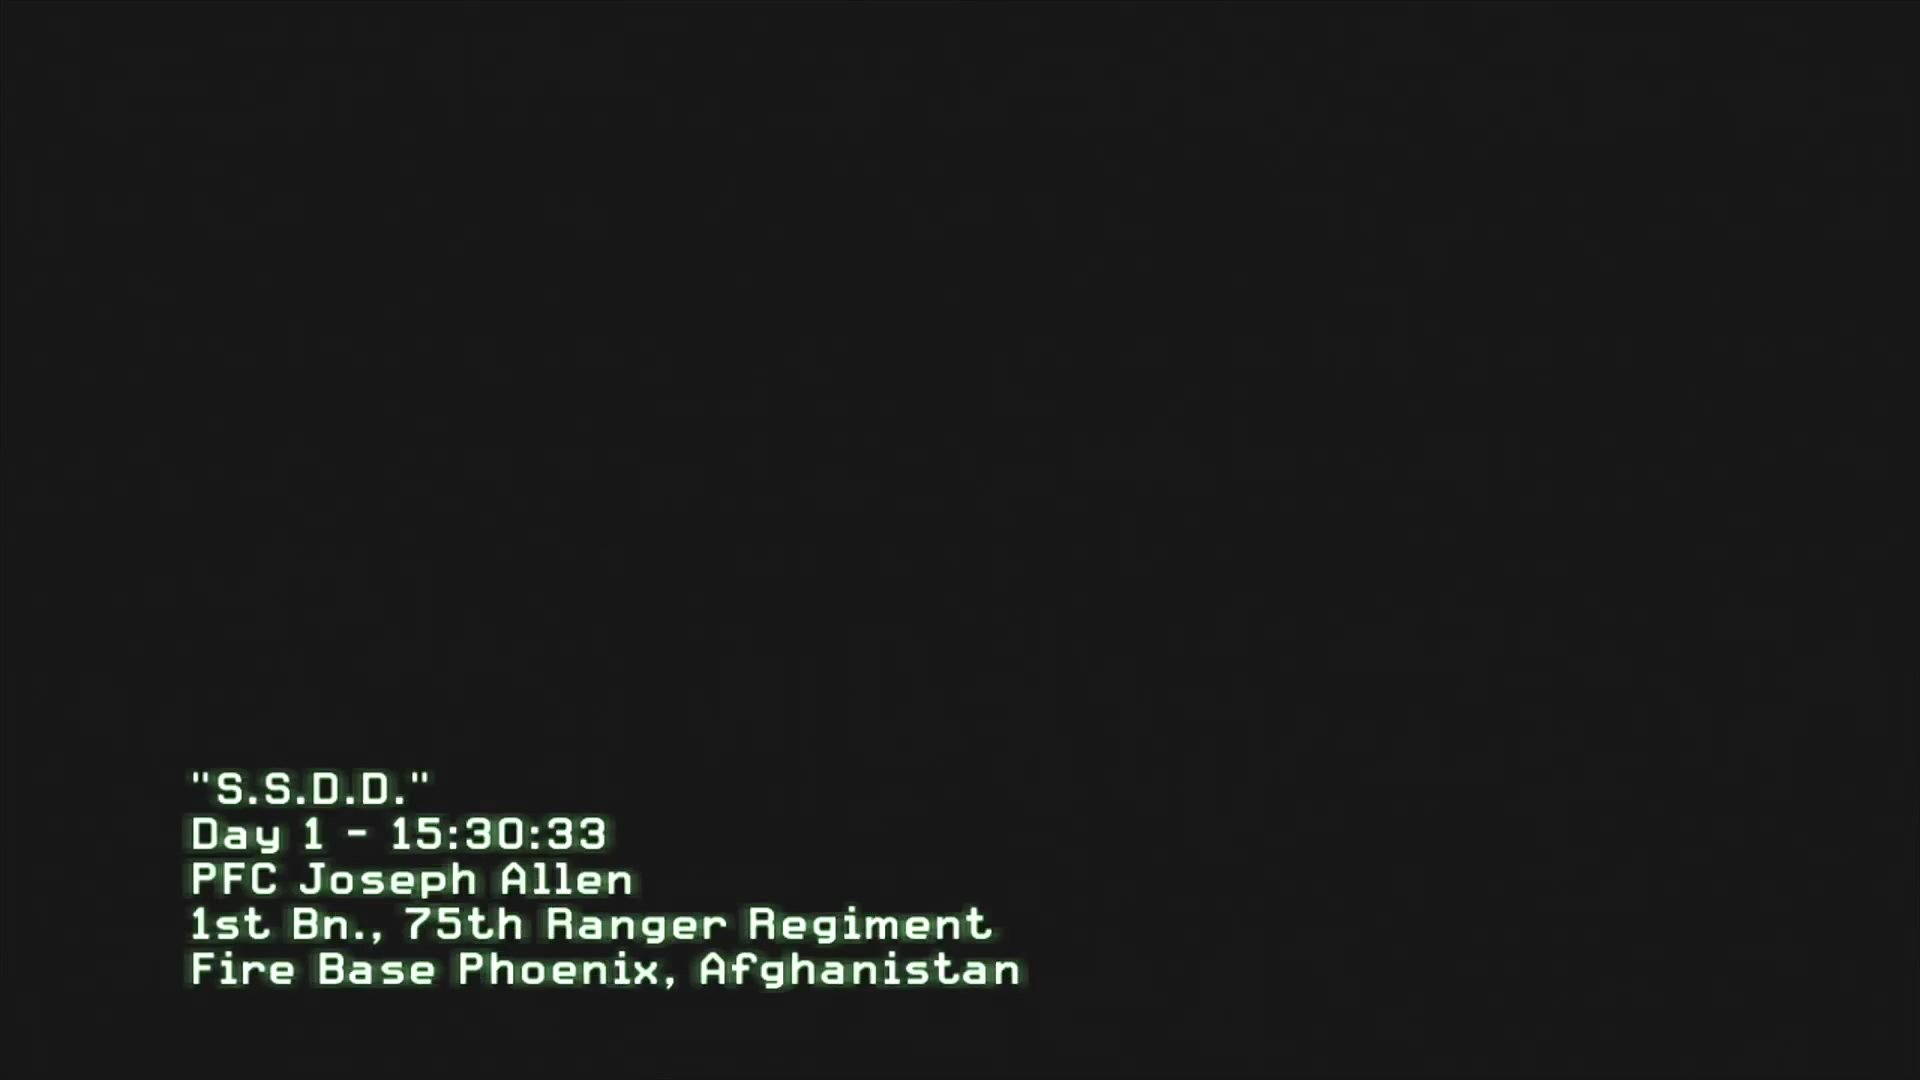 "S.S.D.D."
Day 1 - 15:30:33
PFC Joseph Allen
1st Bn., 75th Ranger Regiment
Fire Base Phoenix, Afghanistan